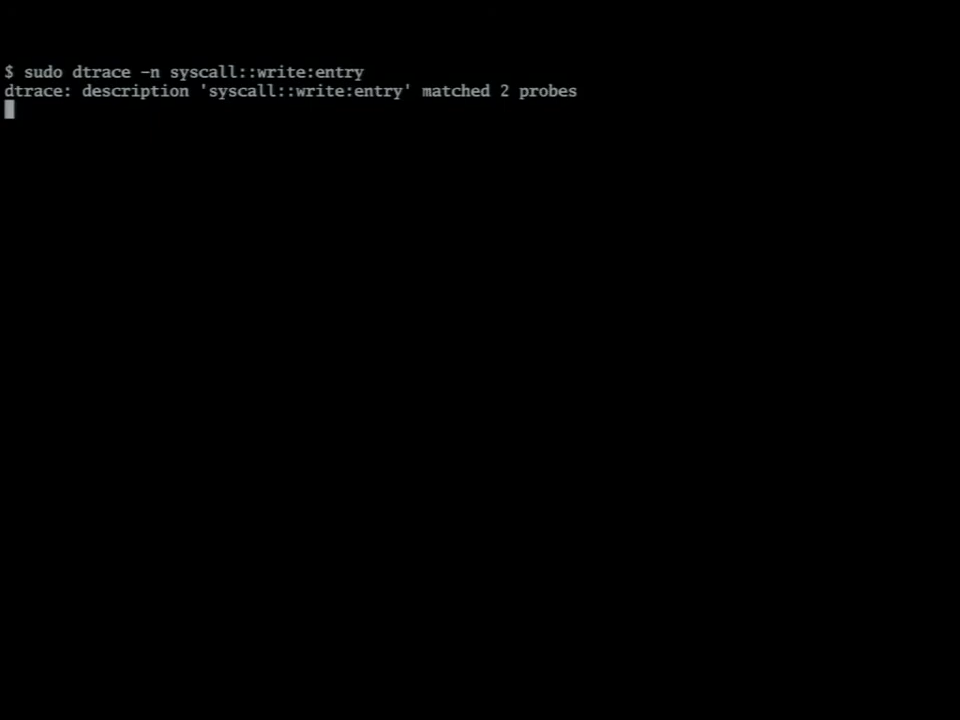 $ sudo dtrace -n syscall::write:entry
dtrace: description 'syscall::write:entry' matched 2 probes